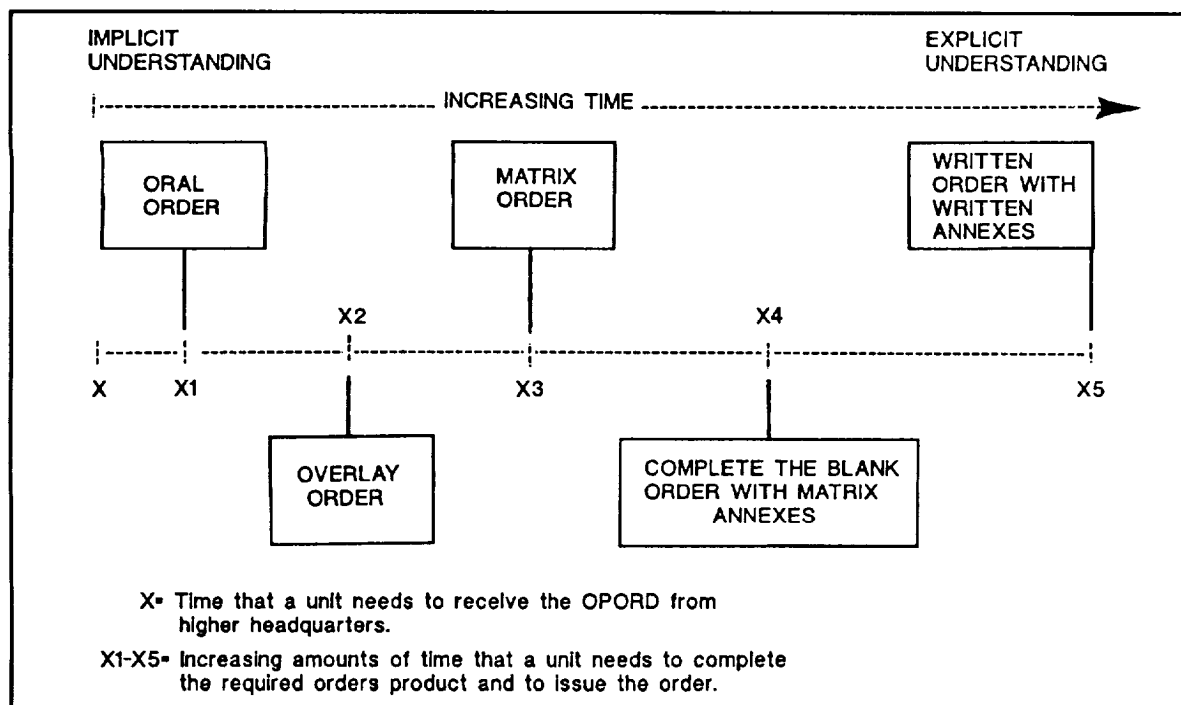 IMPLICIT
UNDERSTANDING
EXPLICIT
UNDERSTANDING
INCREASING TIME
ORAL
ORDER
MATRIX
ORDER
WRITTEN
ORDER WITH
WRITTEN
ANNEXES
X2
X4
X
X1
X3
X5
OVERLAY
ORDER
COMPLETE THE BLANK
ORDER WITH MATRIX
ANNEXES
X= Time that a unit needs to receive the OPORD from
higher headquarters.
X1-X5= Increasing amounts of time that a unit needs to complete
the required orders product and to issue the order.